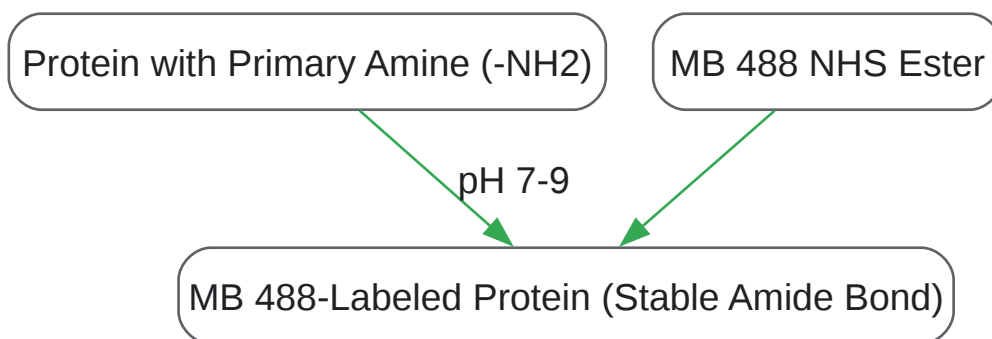 Protein with Primary Amine (-NH2)
MB 488 NHS Ester
pH 7-9
MB 488-Labeled Protein (Stable Amide Bond)